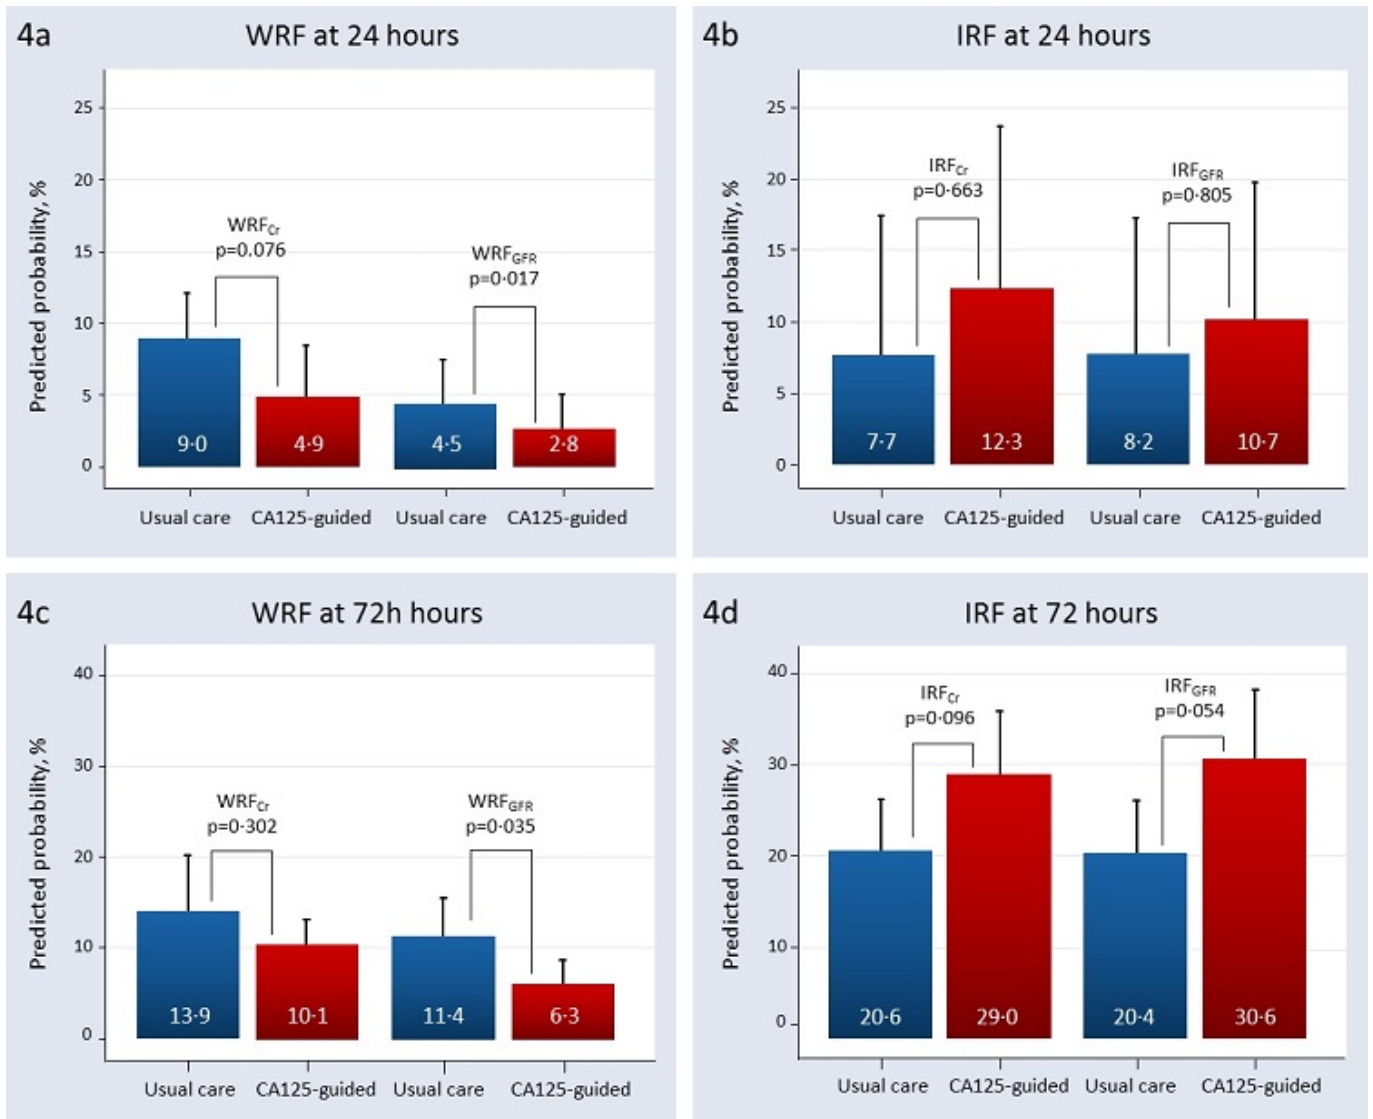 4a
WRF at 24 hours
Predicted probability, %
25
20
15
10
5
0
WRFCr
p=0.076
WRFGFR
p=0·017
9·0
4·9
4·5
2·8
Usual care
CA125-guided
Usual care
CA125-guided
4b
IRF at 24 hours
Predicted probability, %
25
20
15
10
5
0
IRFCr
p=0·663
IRFGFR
p=0·805
7·7
12·3
8·2
10·7
Usual care
CA125-guided
Usual care
CA125-guided
4c
WRF at 72h hours
Predicted probability, %
40
30
20
10
0
WRFCr
p=0·302
WRFGFR
p=0·035
13·9
10·1
11·4
6·3
Usual care
CA125-guided
Usual care
CA125-guided
4d
IRF at 72 hours
Predicted probability, %
40
30
20
10
0
IRFCr
p=0·096
IRFGFR
p=0·054
20·6
29·0
20·4
30·6
Usual care
CA125-guided
Usual care
CA125-guided